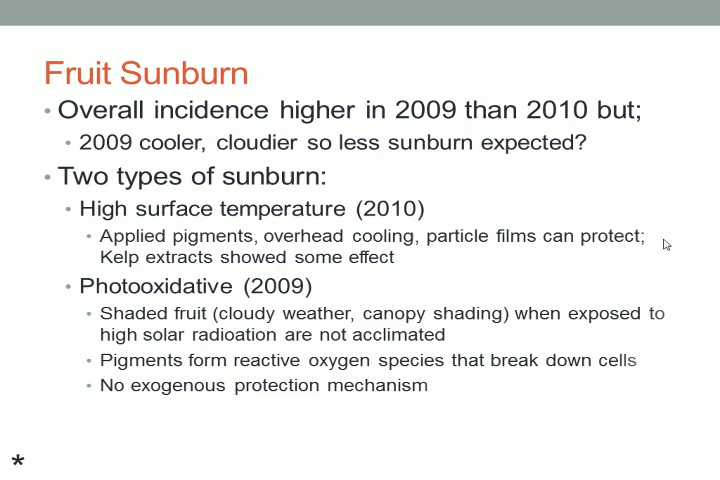 Fruit Sunburn
• Overall incidence higher in 2009 than 2010 but;
• 2009 cooler, cloudier so less sunburn expected?
• Two types of sunburn:
• High surface temperature (2010)
• Applied pigments, overhead cooling, particle films can protect;
Kelp extracts showed some effect
• Photooxidative (2009)
• Shaded fruit (cloudy weather, canopy shading) when exposed to
high solar radioation are not acclimated
• Pigments form reactive oxygen species that break down cells
• No exogenous protection mechanism
*